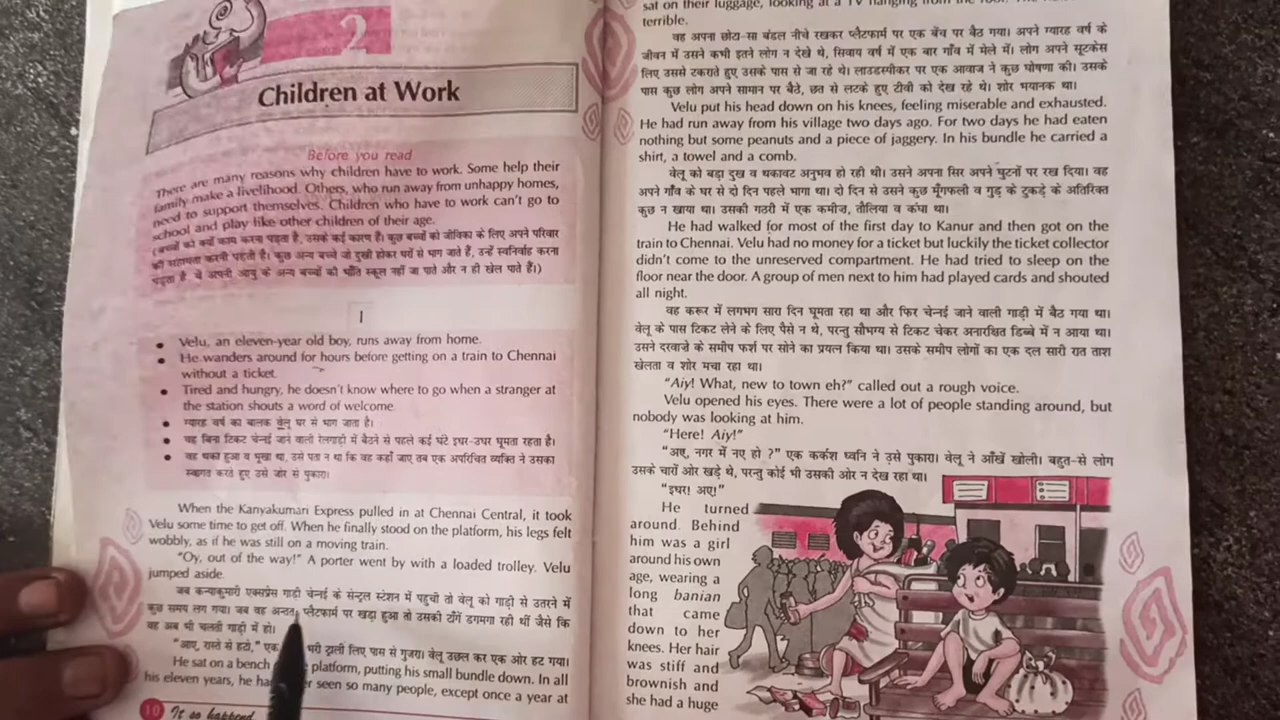 2
Children at Work
Before you read
There are many reasons why children have to work. Some help their
family make a livelihood. Others, who run away from unhappy homes,
need to support themselves. Children who have to work can't go to
school and play like other children of their age.
(बच्चों को क्यों काम करना पड़ता है, उसके कई कारण हैं। कुछ बच्चों को जीविका के लिए अपने परिवार
की सहायता करनी पड़ती है। कुछ अन्य बच्चे जो दुखी होकर घरों से भाग जाते हैं, उन्हें स्वनिर्वाह करना
पड़ता है, वे अपनी आयु के अन्य बच्चों की भाँति स्कूल नहीं जा पाते और न ही खेल पाते हैं।)
I
• Velu, an eleven-year old boy, runs away from home.
• He wanders around for hours before getting on a train to Chennai
without a ticket.
• Tired and hungry, he doesn't know where to go when a stranger at
the station shouts a word of welcome.
• ग्यारह वर्ष का बालक वेलू घर से भाग जाता है।
• वह बिना टिकट चेन्नई जाने वाली रेलगाड़ी में बैठने से पहले कई घंटे इधर-उधर घूमता रहता है।
• वह थका हुआ व भूखा था, उसे पता न था कि वह कहाँ जाए तब एक अपरिचित व्यक्ति ने उसका
स्वागत करते हुए उसे जोर से पुकारा।
When the Kanyakumari Express pulled in at Chennai Central, it took
Velu some time to get off. When he finally stood on the platform, his legs felt
wobbly, as if he was still on a moving train.
"Oy, out of the way!" A porter went by with a loaded trolley. Velu
jumped aside.
जब कन्याकुमारी एक्सप्रेस गाड़ी चेन्नई के सेन्ट्रल स्टेशन में पहुची तो वेलू को गाड़ी से उतरने में
कुछ समय लग गया। जब वह अन्ततः प्लैटफार्म पर खड़ा हुआ तो उसकी टाँगें डगमगा रही थीं जैसे कि
वह अब भी चलती गाड़ी में हो।
"आए, रास्ते से हटो," एक भरी ट्राली लिए पास से गुजरा। वेलू उछल कर एक ओर हट गया।
He sat on a bench platform, putting his small bundle down. In all
his eleven years, he seen so many people, except once a year at
10 It so happend
sat on their luggage, looking at a TV hanging from the
terrible.
वह अपना छोटा-सा बंडल नीचे रखकर प्लैटफार्म पर एक बेंच पर बैठ गया। अपने ग्यारह वर्ष के
जीवन में उसने कभी इतने लोग न देखे थे, सिवाय वर्ष में एक बार गाँव में मेले में। लोग अपने सूटकेस
लिए उससे टकराते हुए उसके पास से जा रहे थे। लाउडस्पीकर पर एक आवाज ने कुछ घोषणा की। उसके
पास कुछ लोग अपने सामान पर बैठे, छत से लटके हुए टीवी को देख रहे थे। शोर भयानक था।
Velu put his head down on his knees, feeling miserable and exhausted.
He had run away from his village two days ago. For two days he had eaten
nothing but some peanuts and a piece of jaggery. In his bundle he carried a
shirt, a towel and a comb.
वेलू को बड़ा दुख व थकावट अनुभव हो रही थी। उसने अपना सिर अपने घुटनों पर रख दिया। वह
अपने गाँव के घर से दो दिन पहले भागा था। दो दिन से उसने कुछ मूँगफली व गुड़ के टुकड़े के अतिरिक्त
कुछ न खाया था। उसकी गठरी में एक कमीज, तौलिया व कंघा था।
He had walked for most of the first day to Kanur and then got on the
train to Chennai. Velu had no money for a ticket but luckily the ticket collector
didn't come to the unreserved compartment. He had tried to sleep on the
floor near the door. A group of men next to him had played cards and shouted
all night.
वह करूर में लगभग सारा दिन घूमता रहा था और फिर चेन्नई जाने वाली गाड़ी में बैठ गया था।
वेलू के पास टिकट लेने के लिए पैसे न थे, परन्तु सौभग्य से टिकट चेकर अनारक्षित डिब्बे में न आया था।
उसने दरवाजे के समीप फर्श पर सोने का प्रयत्न किया था। उसके समीप लोगों का एक दल सारी रात ताश
खेलता व शोर मचा रहा था।
"Aiy! What, new to town eh?" called out a rough voice.
Velu opened his eyes. There were a lot of people standing around, but
nobody was looking at him.
"Here! Aiy!"
"अए, नगर में नए हो ?" एक कर्कश ध्वनि ने उसे पुकारा। वेलू ने आँखें खोली। बहुत-से लोग
उसके चारों ओर खड़े थे, परन्तु कोई भी उसकी ओर न देख रहा था।
"इधर! अए!"
He turned
around. Behind
him was a girl
around his own
age, wearing a
long banian
that came
down to her
knees. Her hair
was stiff and
brownish and
she had a huge